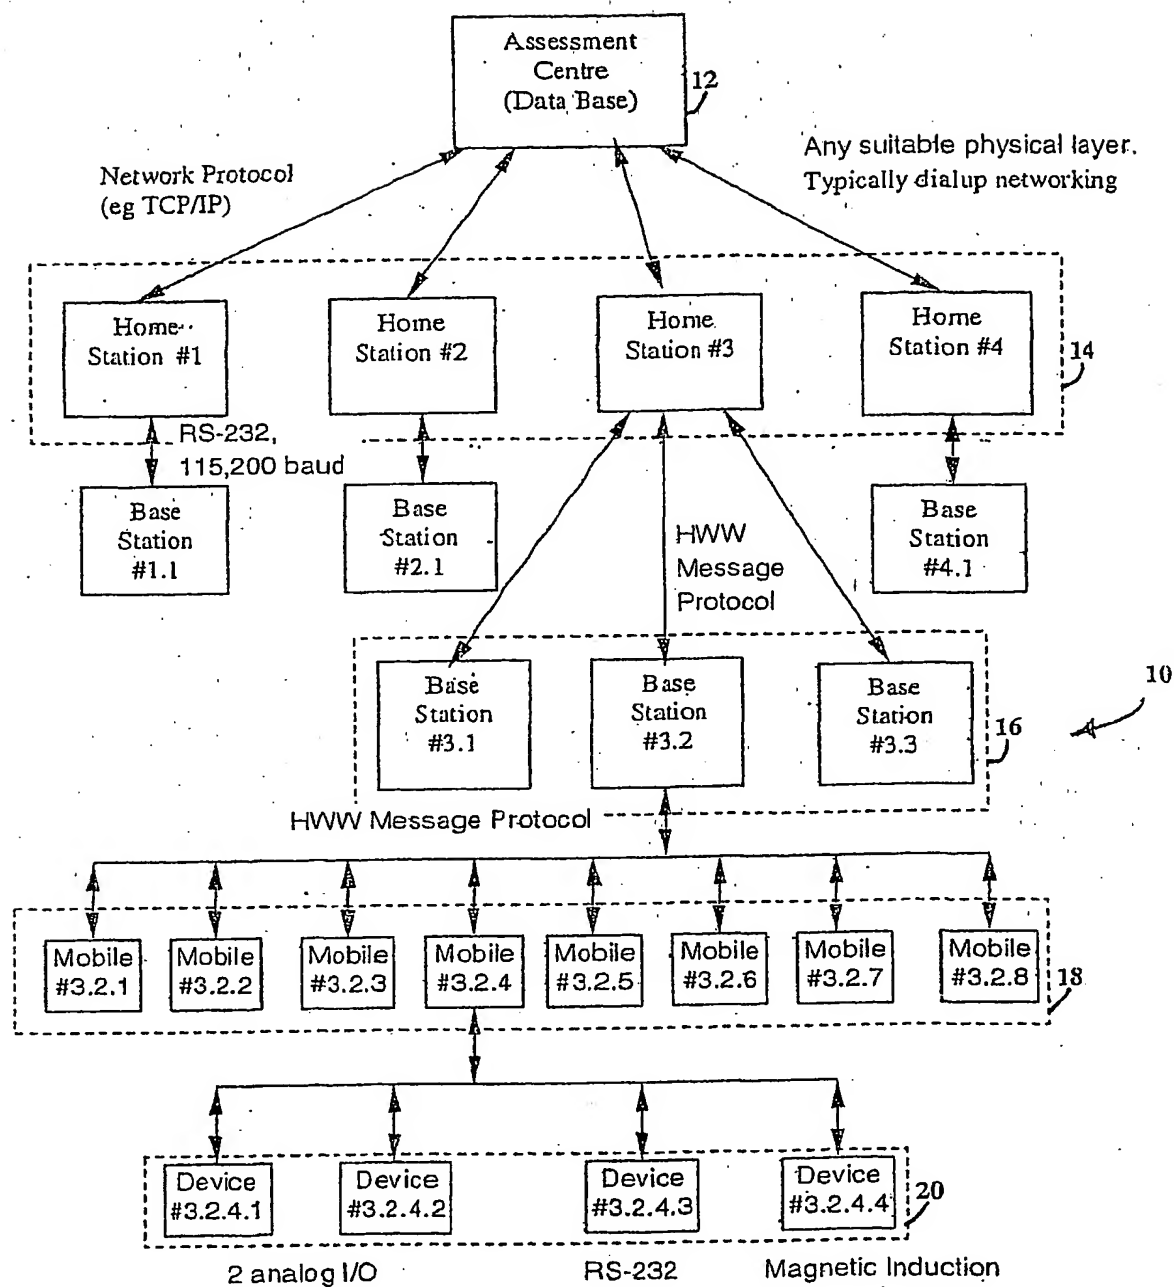 Assessment
Centre
(Data Base)
12
Network Protocol
(eg TCP/IP)
Any suitable physical layer.
Typically dialup networking
Home
Station #1
Home
Station #2
Home
Station #3
Home
Station #4
14
RS-232,
115,200 baud
Base
Station
#1.1
Base
Station
#2.1
HWW
Message
Protocol
Base
Station
#4.1
Base
Station
#3.1
Base
Station
#3.2
Base
Station
#3.3
16
10
HWW Message Protocol
Mobile
#3.2.1
Mobile
#3.2.2
Mobile
#3.2.3
Mobile
#3.2.4
Mobile
#3.2.5
Mobile
#3.2.6
Mobile
#3.2.7
Mobile
#3.2.8
18
Device
#3.2.4.1
Device
#3.2.4.2
Device
#3.2.4.3
Device
#3.2.4.4
20
2 analog I/O
RS-232
Magnetic Induction